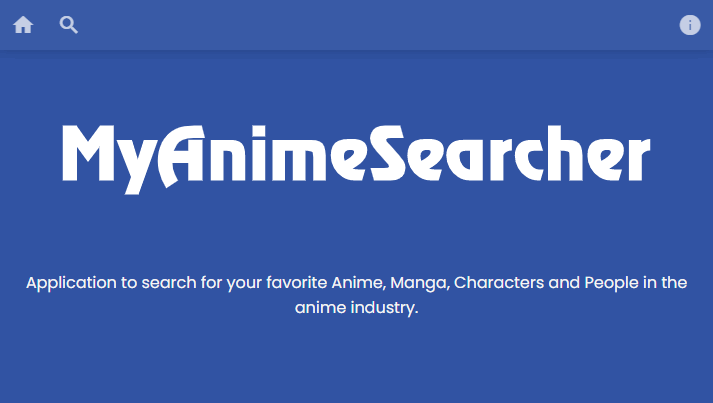 MyAnimeSearcher
Application to search for your favorite Anime, Manga, Characters and People in the
anime industry.